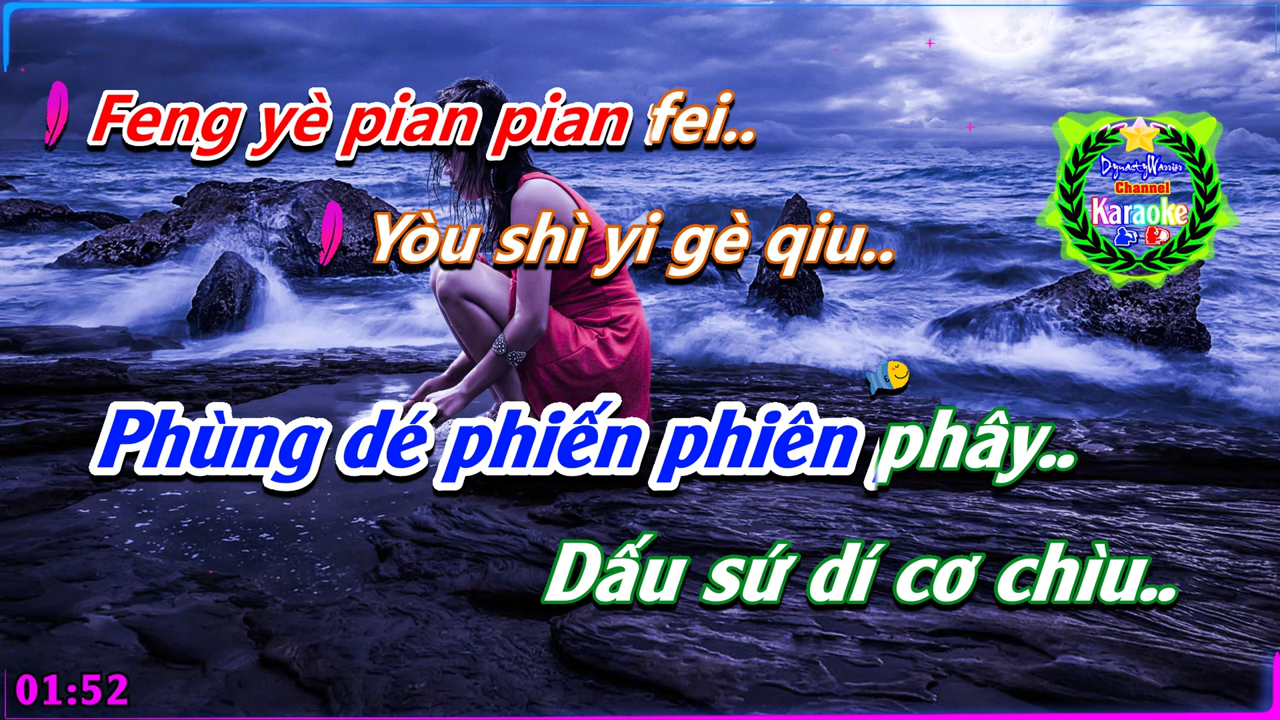 Feng yè pian pian fei..
Yòu shì yi gè qiu..
DynastyWarrior
Channel
Karaoke
Phùng dé phiến phiên phây..
Dấu sứ dí cơ chìu..
01:52